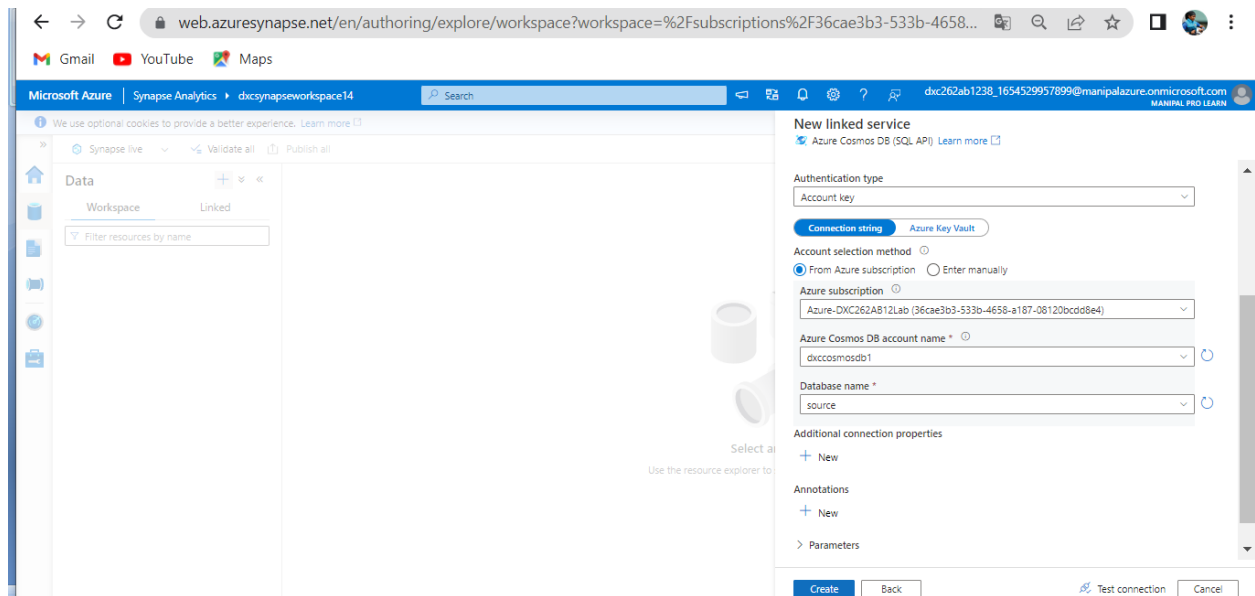 web.azuresynapse.net/en/authoring/explore/workspace?workspace=%2Fsubscriptions%2F36cae3b3-533b-4658...
Gmail YouTube Maps
Microsoft Azure | Synapse Analytics dxcsynapseworkspace14 Search dxc262ab1238_1654529957899@manipalazure.onmicrosoft.com
MANIPAL PRO LEARN
We use optional cookies to provide a better experience. Learn more
Synapse live Validate all Publish all
Data
Workspace Linked
Filter resources by name
Select an
Use the resource explorer to
New linked service
Azure Cosmos DB (SQL API) Learn more
Authentication type
Account key
Connection string Azure Key Vault
Account selection method
From Azure subscription Enter manually
Azure subscription
Azure-DXC262AB12Lab (36cae3b3-533b-4658-a187-08120bcdd8e4)
Azure Cosmos DB account name *
dxccosmosdb1
Database name *
source
Additional connection properties
+ New
Annotations
+ New
> Parameters
Create Back Test connection Cancel